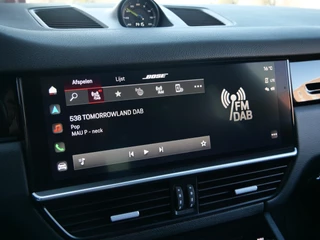 Afspelen Lijst BOSE
538 TOMORROWLAND DAB
Pop
MAU P - neck
FM
DAB